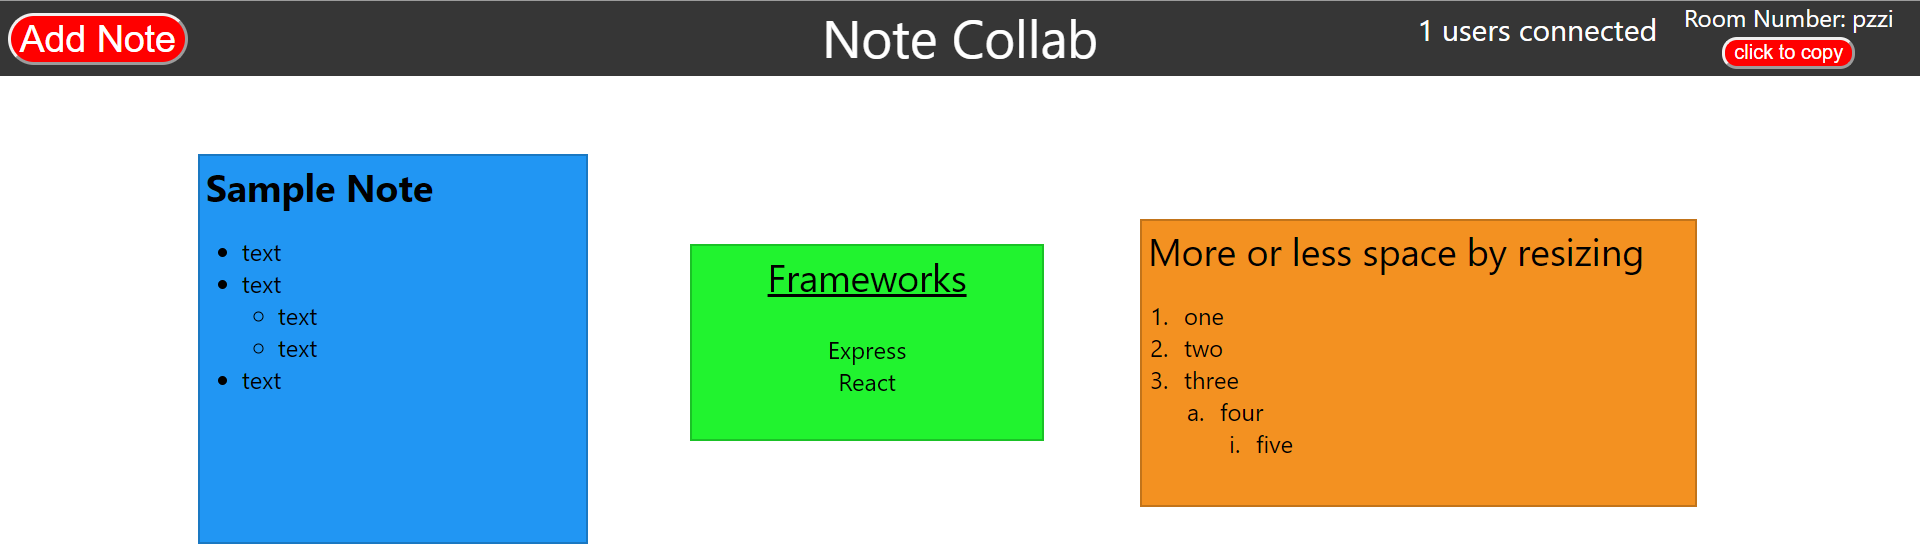 Add Note
Note Collab
1 users connected
Room Number: pzzi
click to copy
Sample Note
• text
• text
◦ text
◦ text
• text
Frameworks
Express
React
More or less space by resizing
1. one
2. two
3. three
a. four
i. five